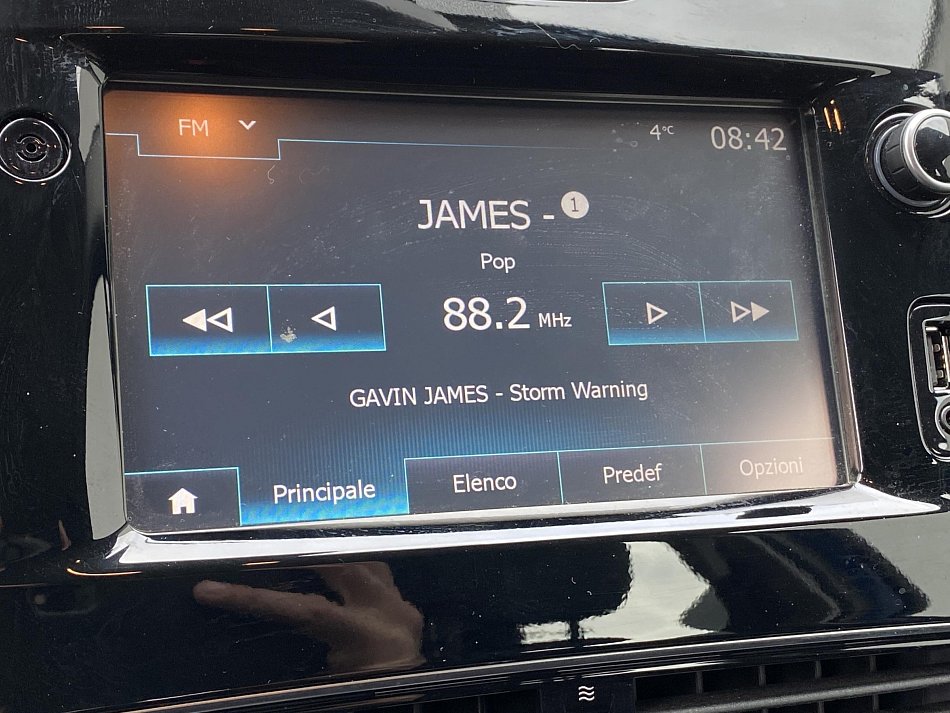 FM 4°C 08:42
JAMES - 1
Pop
88.2 MHz
GAVIN JAMES - Storm Warning
Principale Elenco Predef Opzioni